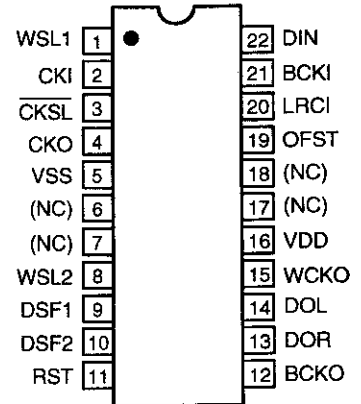 WSL1 1 22 DIN
CKI 2 21 BCKI
CKSL 3 20 LRCI
CKO 4 19 OFST
VSS 5 18 (NC)
(NC) 6 17 (NC)
(NC) 7 16 VDD
WSL2 8 15 WCKO
DSF1 9 14 DOL
DSF2 10 13 DOR
RST 11 12 BCKO